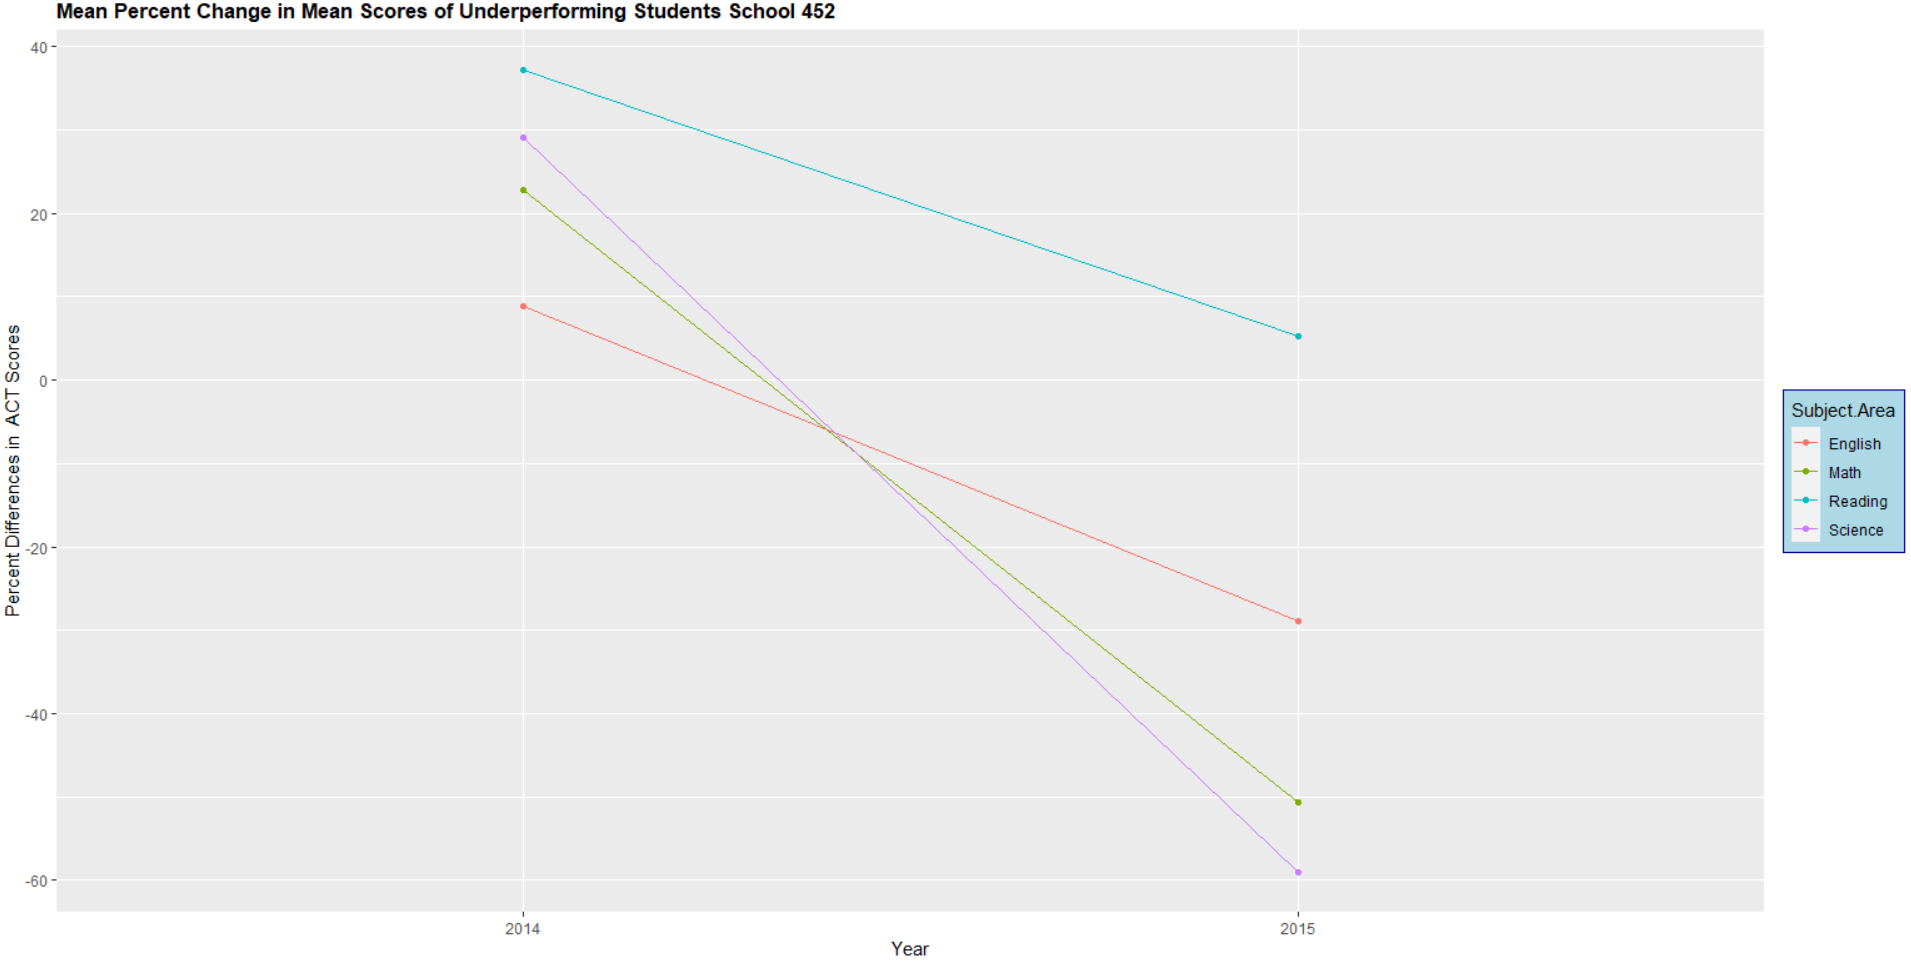 Mean Percent Change in Mean Scores of Underperforming Students School 452
Percent Differences in ACT Scores
40
20
0
-20
-40
-60
2014
2015
Year
Subject.Area
English
Math
Reading
Science